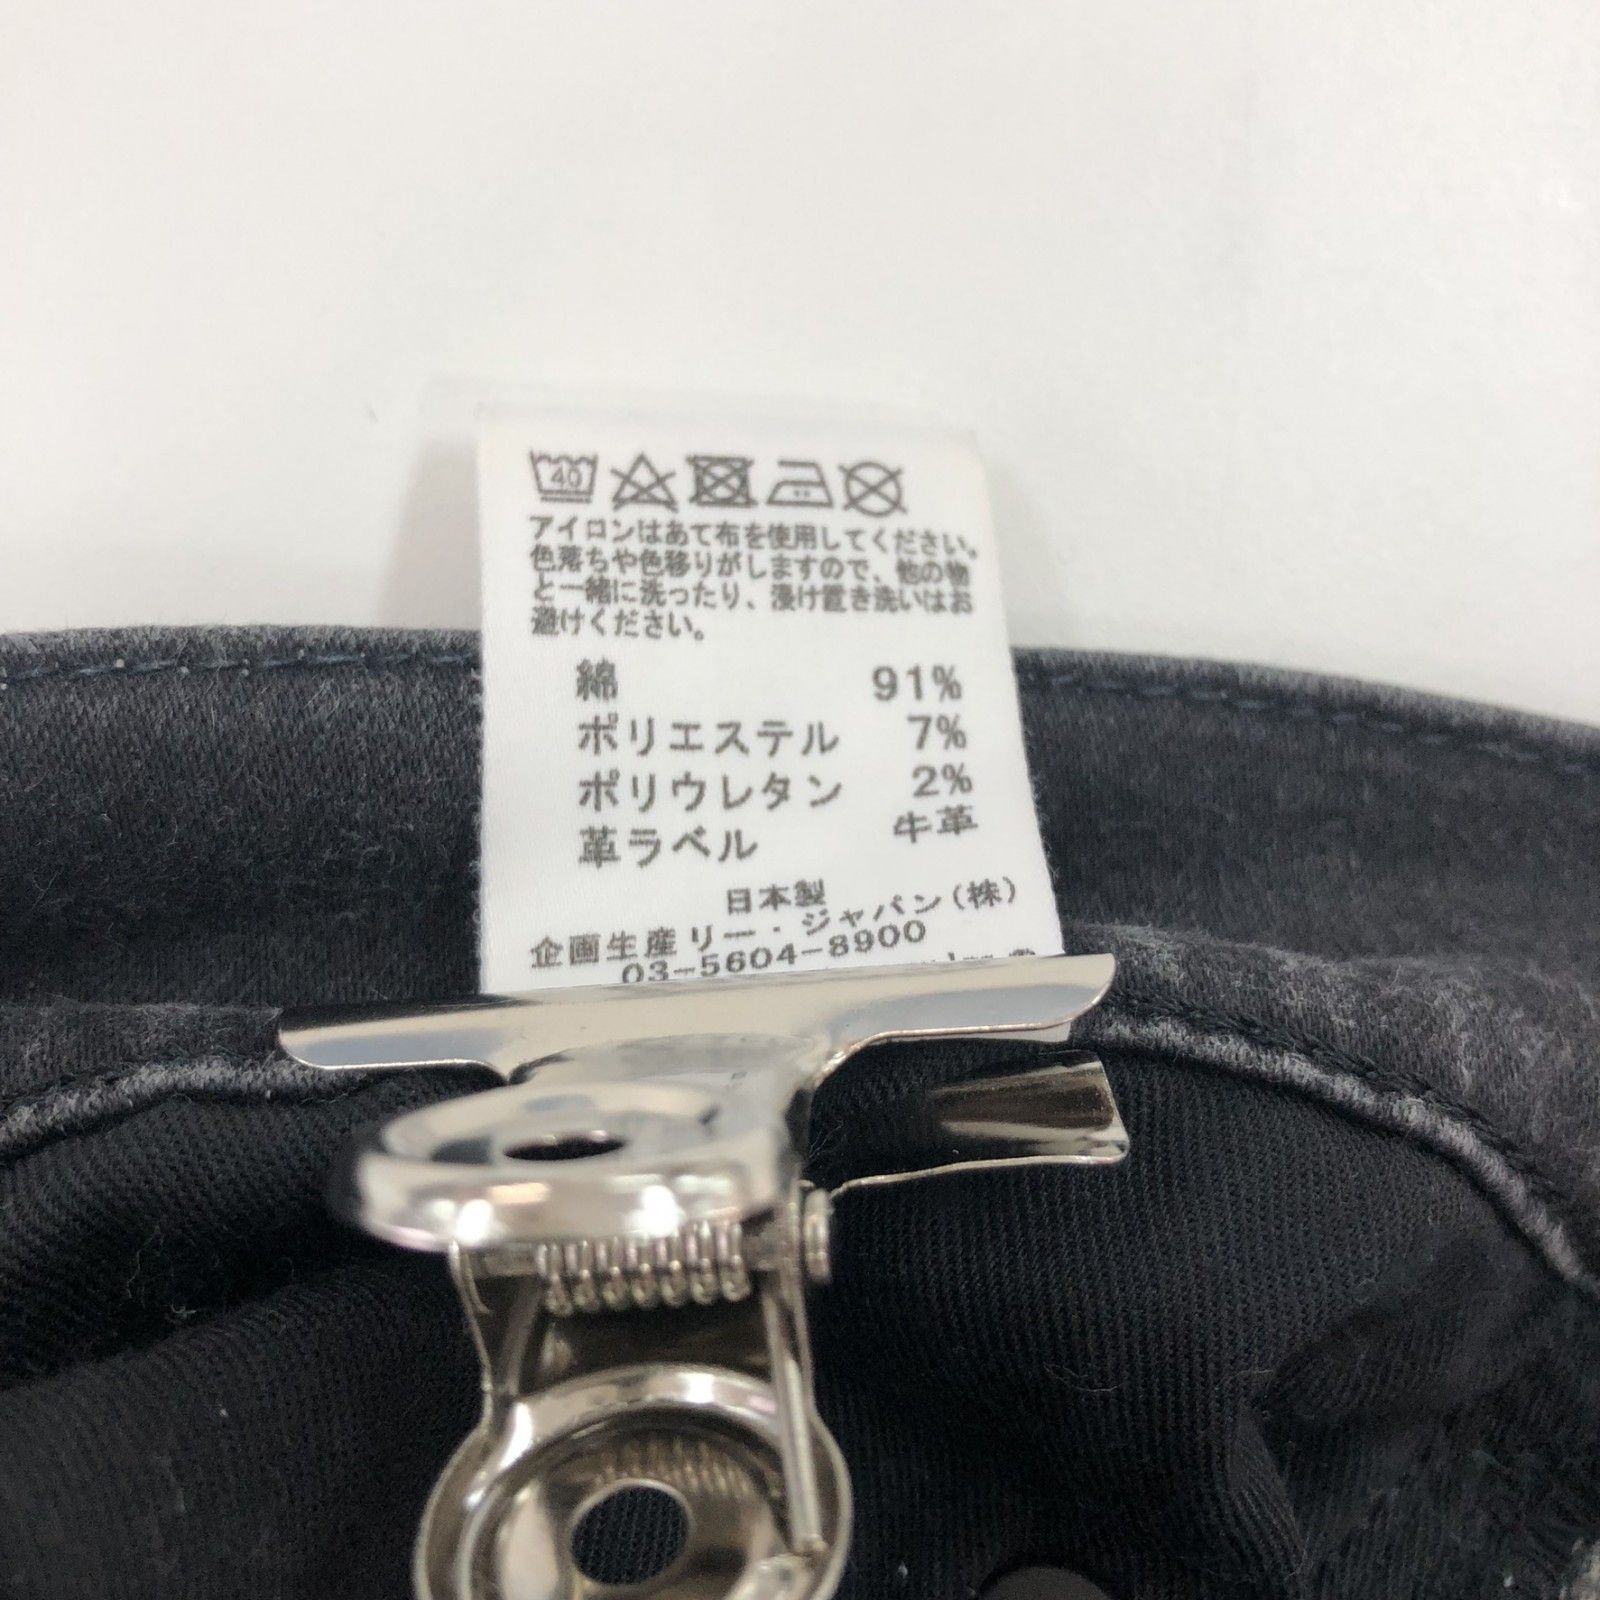 40
アイロンはあて布を使用してください。
色落ちや色移りがしますので、他の物
と一緒に洗ったり、浸け置き洗いはお
避けください。
綿 91%
ポリエステル 7%
ポリウレタン 2%
革ラベル 牛革
日本製
企画生産リー・ジャパン(株)
03-5604-8900